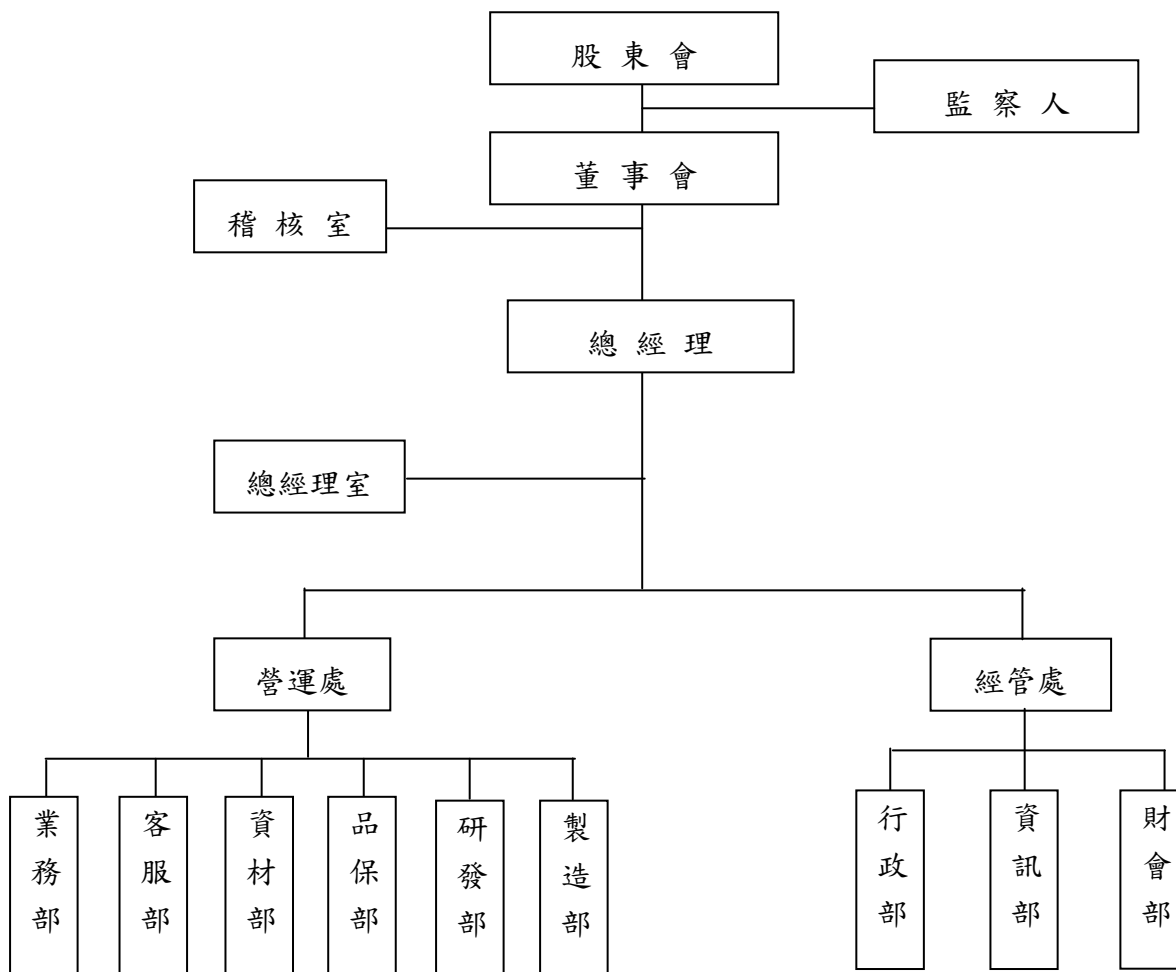 股東會
監察人
董事會
稽核室
總經理
總經理室
營運處
經管處
業務部
客服部
資材部
品保部
研發部
製造部
行政部
資訊部
財會部